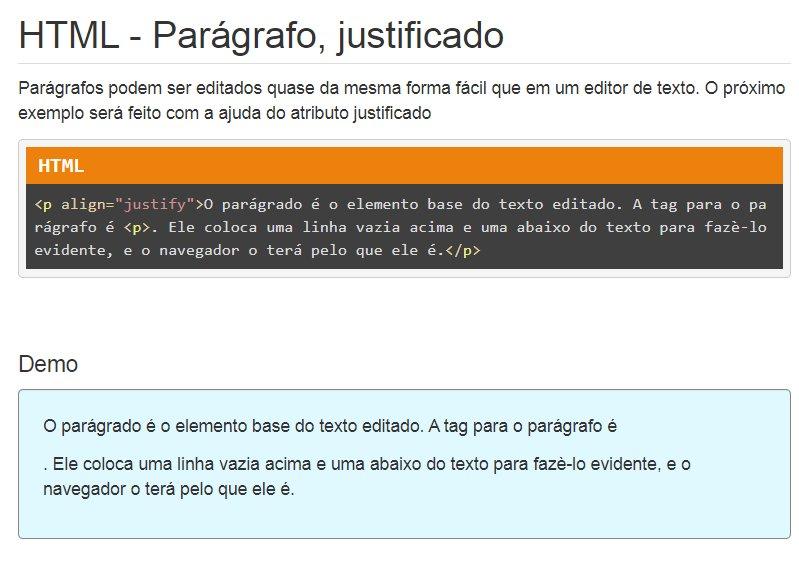 HTML - Parágrafo, justificado
Parágrafos podem ser editados quase da mesma forma fácil que em um editor de texto. O próximo
exemplo será feito com a ajuda do atributo justificado
HTML
<p align="justify">O parágrado é o elemento base do texto editado. A tag para o pa
rágrafo é <p>. Ele coloca uma linha vazia acima e uma abaixo do texto para fazè-lo
evidente, e o navegador o terá pelo que ele é.</p>
Demo
O parágrado é o elemento base do texto editado. A tag para o parágrafo é
. Ele coloca uma linha vazia acima e uma abaixo do texto para fazè-lo evidente, e o
navegador o terá pelo que ele é.